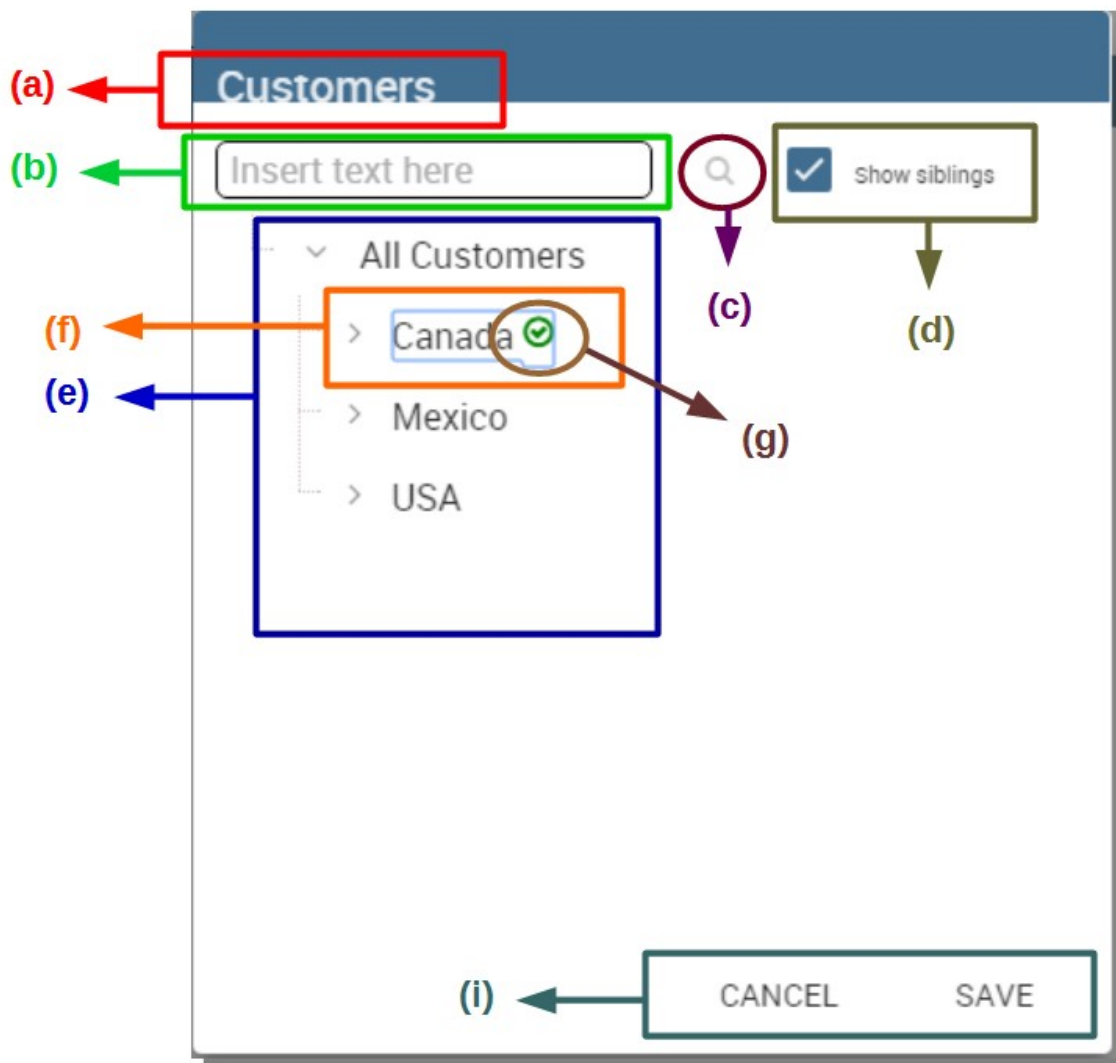 (a) Customers
(b) Insert text here Show siblings
All Customers
(c)
(f) Canada (d)
(e)
Mexico
(g)
USA
(i) CANCEL SAVE